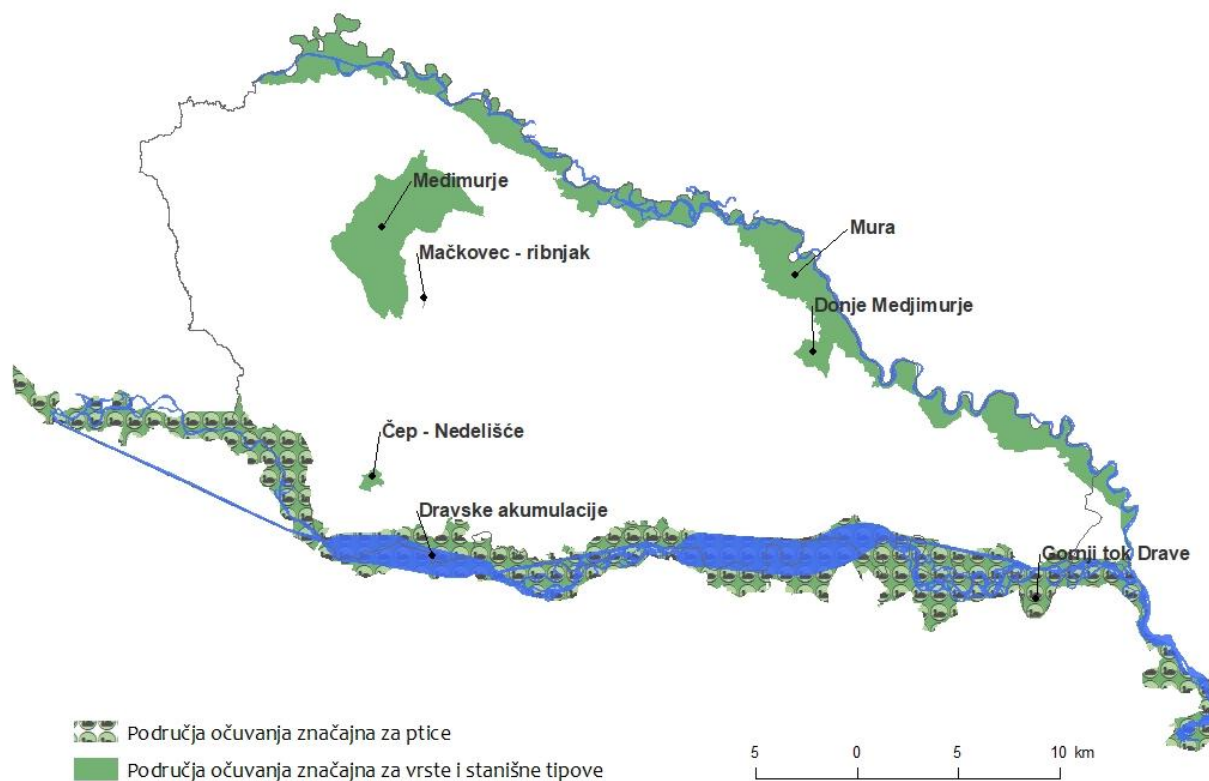 Međimurje
Mačkovec - ribnjak
Mura
Donje Medjimurje
Čep - Nedelišće
Dravske akumulacije
Gornji tok Drave
Područja očuvanja značajna za ptice
Područja očuvanja značajna za vrste i stanišne tipove
5 0 5 10 km